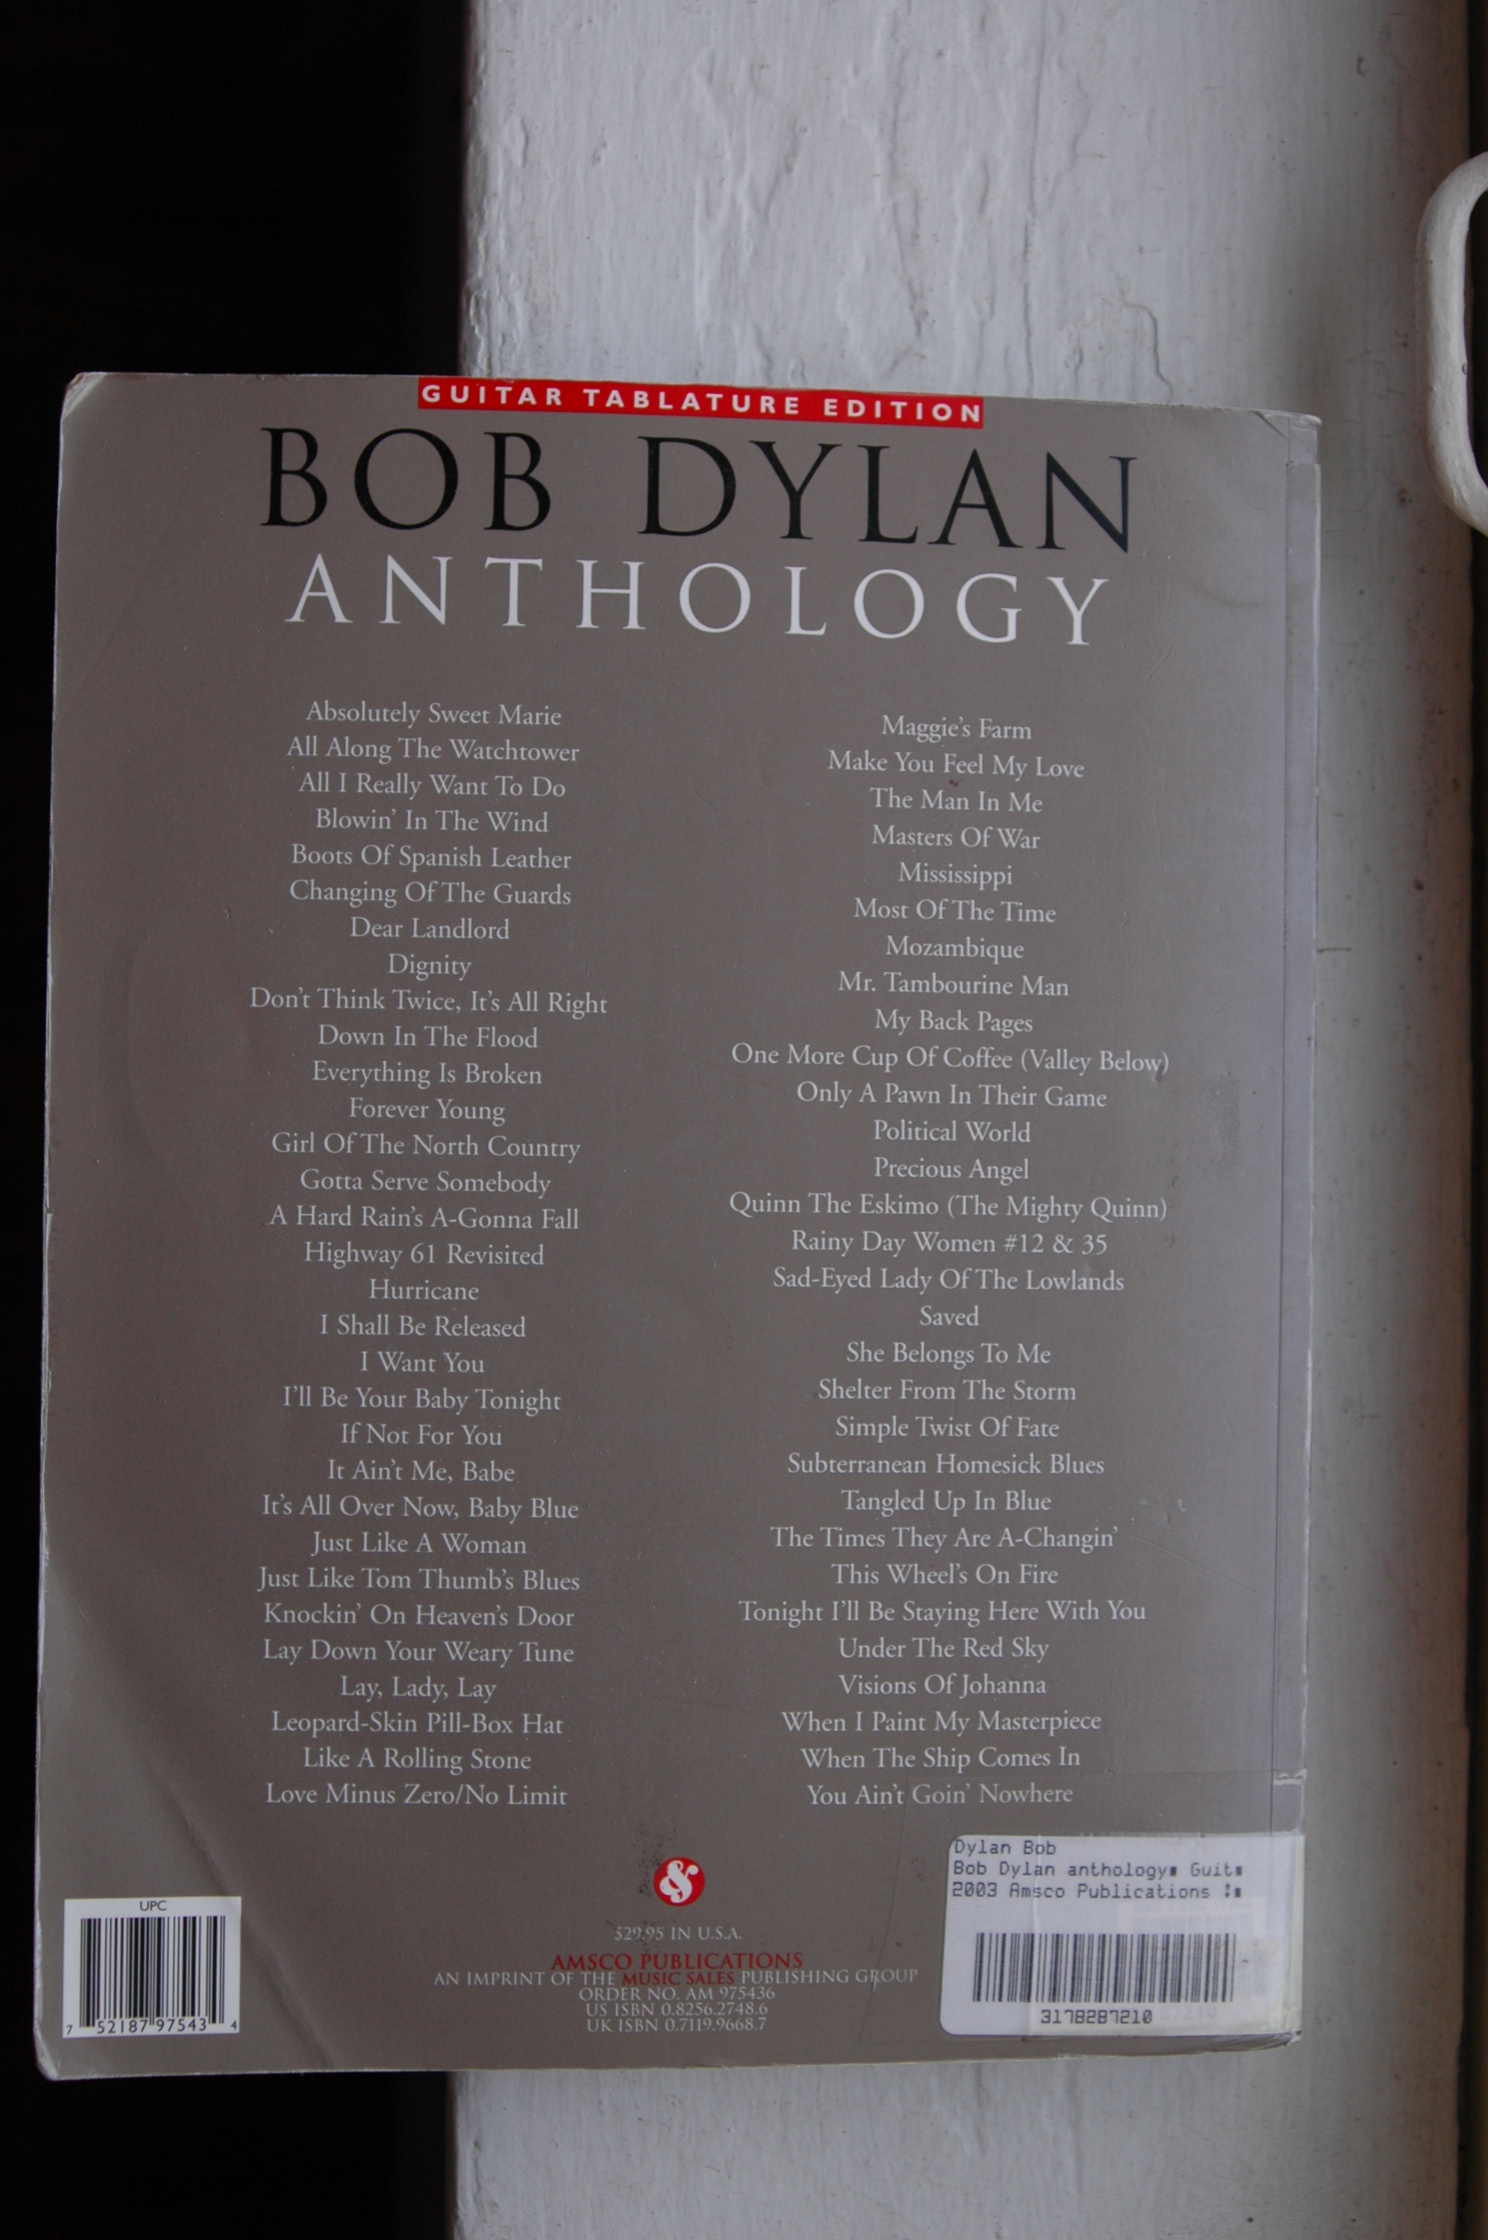 GUITAR TABLATURE EDITION
BOB DYLAN
ANTHOLOGY
Absolutely Sweet Marie
All Along The Watchtower
All I Really Want To Do
Blowin' In The Wind
Boots Of Spanish Leather
Changing Of The Guards
Dear Landlord
Dignity
Don't Think Twice, It's All Right
Down In The Flood
Everything Is Broken
Forever Young
Girl Of The North Country
Gotta Serve Somebody
A Hard Rain's A-Gonna Fall
Highway 61 Revisited
Hurricane
I Shall Be Released
I Want You
I'll Be Your Baby Tonight
If Not For You
It Ain't Me, Babe
It's All Over Now, Baby Blue
Just Like A Woman
Just Like Tom Thumb's Blues
Knockin' On Heaven's Door
Lay Down Your Weary Tune
Lay, Lady, Lay
Leopard-Skin Pill-Box Hat
Like A Rolling Stone
Love Minus Zero/No Limit
Maggie's Farm
Make You Feel My Love
The Man In Me
Masters Of War
Mississippi
Most Of The Time
Mozambique
Mr. Tambourine Man
My Back Pages
One More Cup Of Coffee (Valley Below)
Only A Pawn In Their Game
Political World
Precious Angel
Quinn The Eskimo (The Mighty Quinn)
Rainy Day Women #12 & 35
Sad-Eyed Lady Of The Lowlands
Saved
She Belongs To Me
Shelter From The Storm
Simple Twist Of Fate
Subterranean Homesick Blues
Tangled Up In Blue
The Times They Are A-Changin'
This Wheel's On Fire
Tonight I'll Be Staying Here With You
Under The Red Sky
Visions Of Johanna
When I Paint My Masterpiece
When The Ship Comes In
You Ain't Goin' Nowhere
&
$29.95 IN U.S.A.
AMSCO PUBLICATIONS
AN IMPRINT OF THE MUSIC SALES PUBLISHING GROUP
ORDER NO. AM 975436
US ISBN 0.8256.2748.6
UK ISBN 0.7119.9668.7
UPC
7 52187 97543 4
Dylan Bob
Bob Dylan anthology: Guit:
2003 Amsco Publications :
3178287210